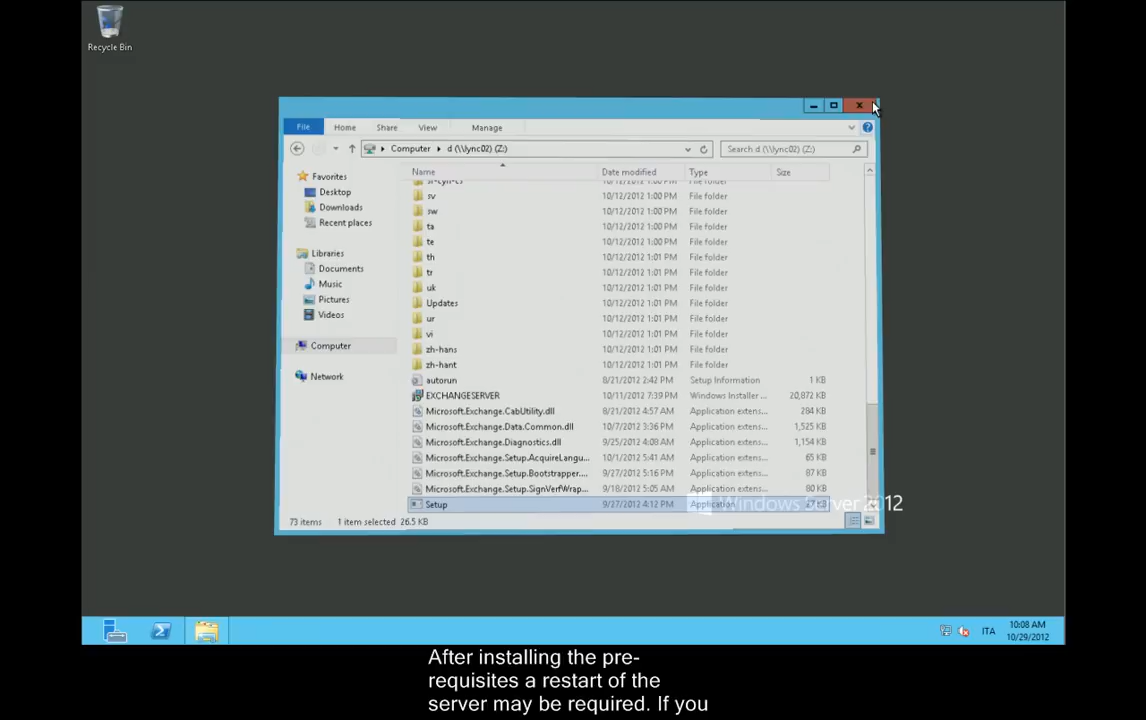 Recycle Bin
File Home Share View Manage
Computer d (\\lync02) (Z:) Search d (\\lync02) (Z:)
Name Date modified Type Size
Favorites
Desktop
Downloads
Recent places
Libraries
Documents
Music
Pictures
Videos
Computer
Network
10/12/2012 1:00 PM File folder
sv 10/12/2012 1:00 PM File folder
sw 10/12/2012 1:00 PM File folder
ta 10/12/2012 1:00 PM File folder
te 10/12/2012 1:00 PM File folder
th 10/12/2012 1:01 PM File folder
tr 10/12/2012 1:01 PM File folder
uk 10/12/2012 1:01 PM File folder
Updates 10/12/2012 1:01 PM File folder
ur 10/12/2012 1:01 PM File folder
vi 10/12/2012 1:01 PM File folder
zh-hans 10/12/2012 1:01 PM File folder
zh-hant 10/12/2012 1:01 PM File folder
autorun 8/21/2012 2:42 PM Setup Information 1 KB
EXCHANGESERVER 10/11/2012 7:39 PM Windows Installer ... 20,872 KB
Microsoft.Exchange.CabUtility.dll 8/21/2012 4:57 AM Application extens... 284 KB
Microsoft.Exchange.Data.Common.dll 10/7/2012 3:36 PM Application extens... 1,525 KB
Microsoft.Exchange.Diagnostics.dll 9/25/2012 4:08 AM Application extens... 1,154 KB
Microsoft.Exchange.Setup.AcquireLangu... 10/1/2012 5:41 AM Application extens... 65 KB
Microsoft.Exchange.Setup.Bootstrapper.... 9/27/2012 5:16 PM Application extens... 87 KB
Microsoft.Exchange.Setup.SignVerfWrap... 9/18/2012 5:05 AM Application extens... 80 KB
Setup 9/27/2012 4:12 PM Application 27 KB
Windows Server 2012
73 items 1 item selected 26.5 KB
ITA
10:08 AM
10/29/2012
After installing the pre-
requisites a restart of the
server may be required. If you